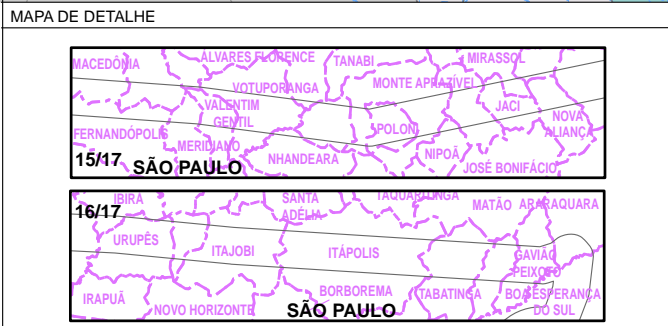 MAPA DE DETALHE
MACEDÔNIA
ÁLVARES FLORENCE
TANABI
MIRASSOL
VOTUPORANGA
MONTE APRAZÍVEL
VALENTIM
GENTIL
JACI
NOVA
ALIANÇA
FERNANDÓPOLIS
MERIDIANO
POLONI
NHANDEARA
NIPOÃ
JOSÉ BONIFÁCIO
15/17
SÃO PAULO
IBIRÁ
SANTA
ADÉLIA
TAQUARITINGA
MATÃO
ARARAQUARA
16/17
URUPÊS
ITAJOBI
ITÁPOLIS
GAVIÃO
PEIXOTO
IRAPUÃ
NOVO HORIZONTE
BORBOREMA
TABATINGA
BOA ESPERANÇA
DO SUL
SÃO PAULO